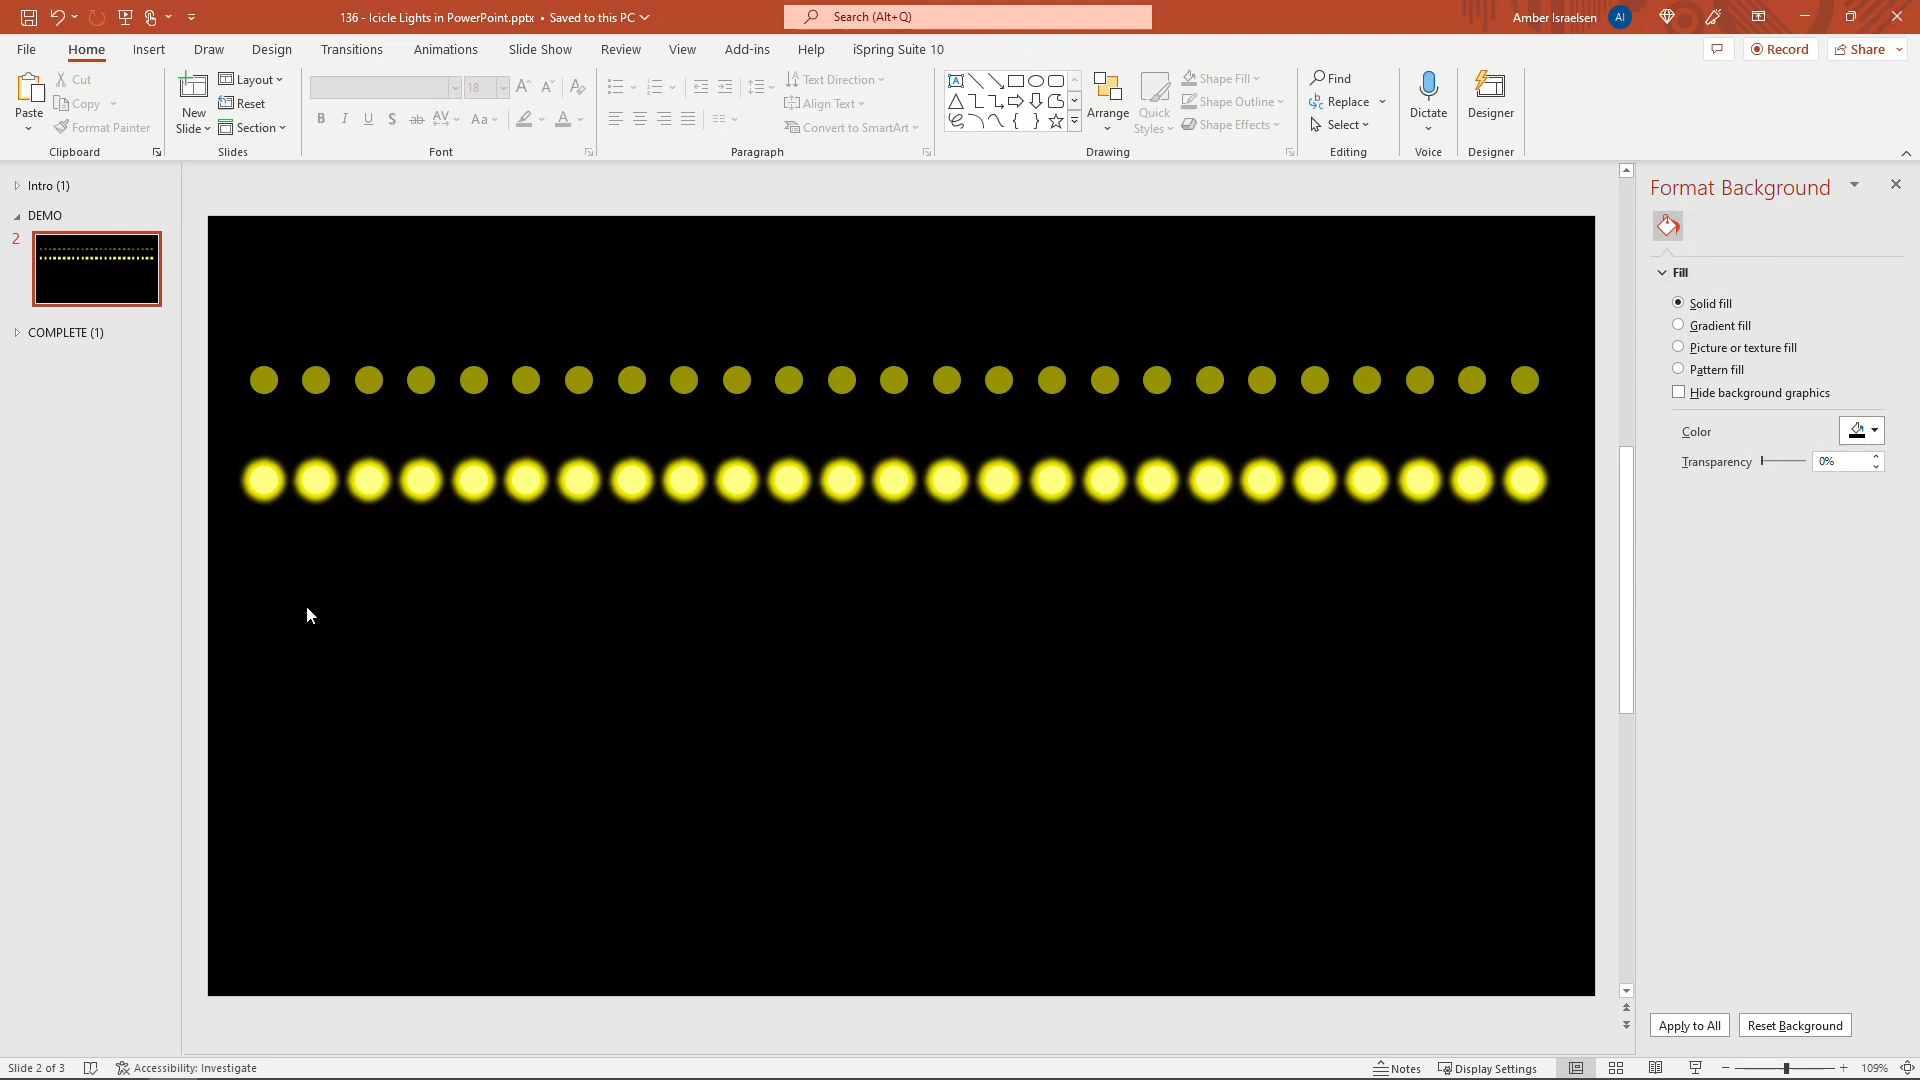 136 - Icicle Lights in PowerPoint.pptx • Saved to this PC
Search (Alt+Q)
Amber Israelsen
AI
File
Home
Insert
Draw
Design
Transitions
Animations
Slide Show
Review
View
Add-ins
Help
iSpring Suite 10
Record
Share
Paste
Cut
Copy
Format Painter
Clipboard
New
Slide
Layout
Reset
Section
Slides
18
Font
Text Direction
Align Text
Convert to SmartArt
Paragraph
Arrange
Quick
Styles
Shape Fill
Shape Outline
Shape Effects
Drawing
Find
Replace
Select
Editing
Dictate
Voice
Designer
Designer
Intro (1)
DEMO
2
COMPLETE (1)
Format Background
Fill
Solid fill
Gradient fill
Picture or texture fill
Pattern fill
Hide background graphics
Color
Transparency
0%
Apply to All
Reset Background
Slide 2 of 3
Accessibility: Investigate
Notes
Display Settings
109%